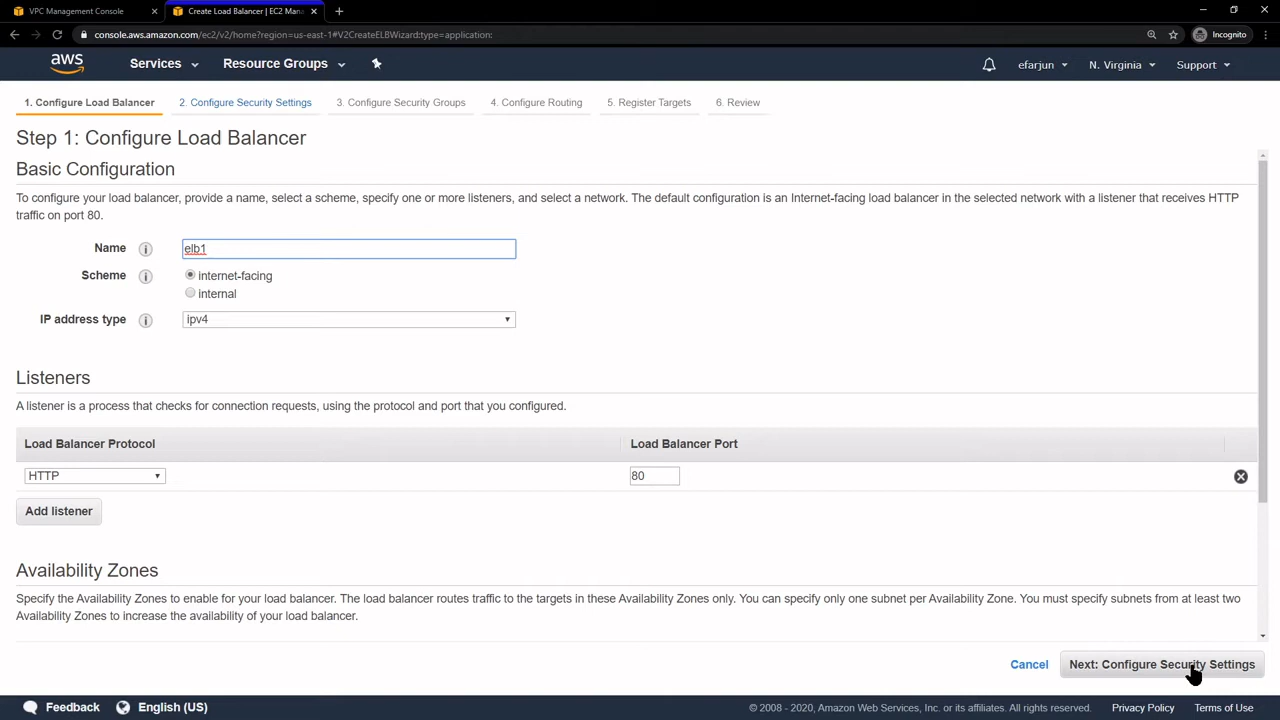 VPC Management Console
Create Load Balancer | EC2 Mana
console.aws.amazon.com/ec2/v2/home?region=us-east-1#V2CreateELBWizard:type=application:
Incognito
aws
Services
Resource Groups
efarjun
N. Virginia
Support
1. Configure Load Balancer
2. Configure Security Settings
3. Configure Security Groups
4. Configure Routing
5. Register Targets
6. Review
Step 1: Configure Load Balancer
Basic Configuration
To configure your load balancer, provide a name, select a scheme, specify one or more listeners, and select a network. The default configuration is an Internet-facing load balancer in the selected network with a listener that receives HTTP
traffic on port 80.
Name
elb1
Scheme
internet-facing
internal
IP address type
ipv4
Listeners
A listener is a process that checks for connection requests, using the protocol and port that you configured.
Load Balancer Protocol
Load Balancer Port
HTTP
80
Add listener
Availability Zones
Specify the Availability Zones to enable for your load balancer. The load balancer routes traffic to the targets in these Availability Zones only. You can specify only one subnet per Availability Zone. You must specify subnets from at least two
Availability Zones to increase the availability of your load balancer.
Cancel
Next: Configure Security Settings
Feedback
English (US)
© 2008 - 2020, Amazon Web Services, Inc. or its affiliates. All rights reserved.
Privacy Policy
Terms of Use